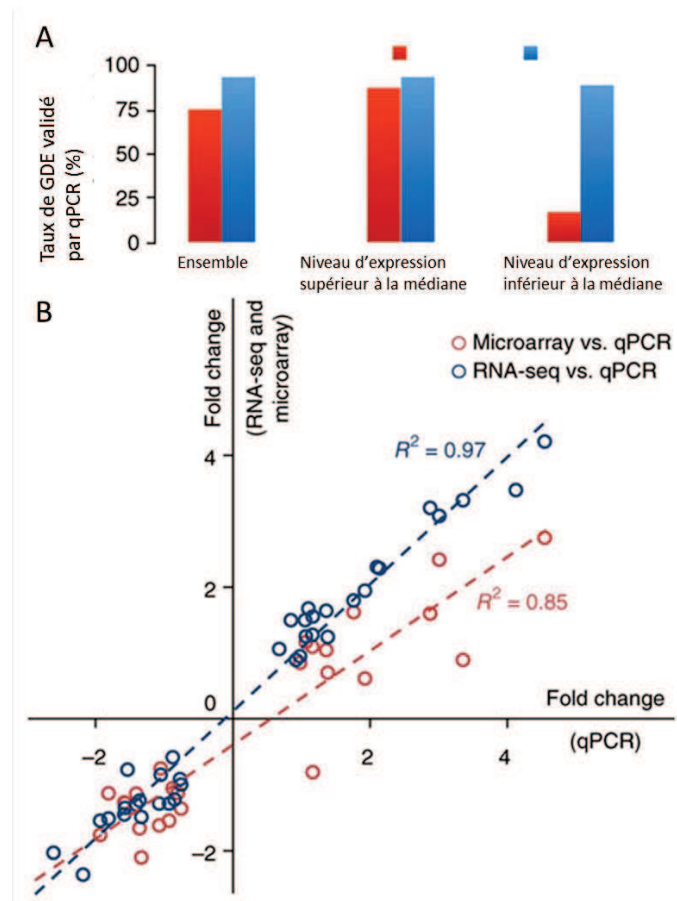 A
Taux de GDE validé
par qPCR (%)
100
75
50
25
0
Ensemble
Niveau d'expression
supérieur à la médiane
Niveau d'expression
inférieur à la médiane
B
Fold change
(RNA-seq and
microarray)
Microarray vs. qPCR
RNA-seq vs. qPCR
R² = 0.97
R² = 0.85
4
2
0
−2
−2
2
4
Fold change
(qPCR)